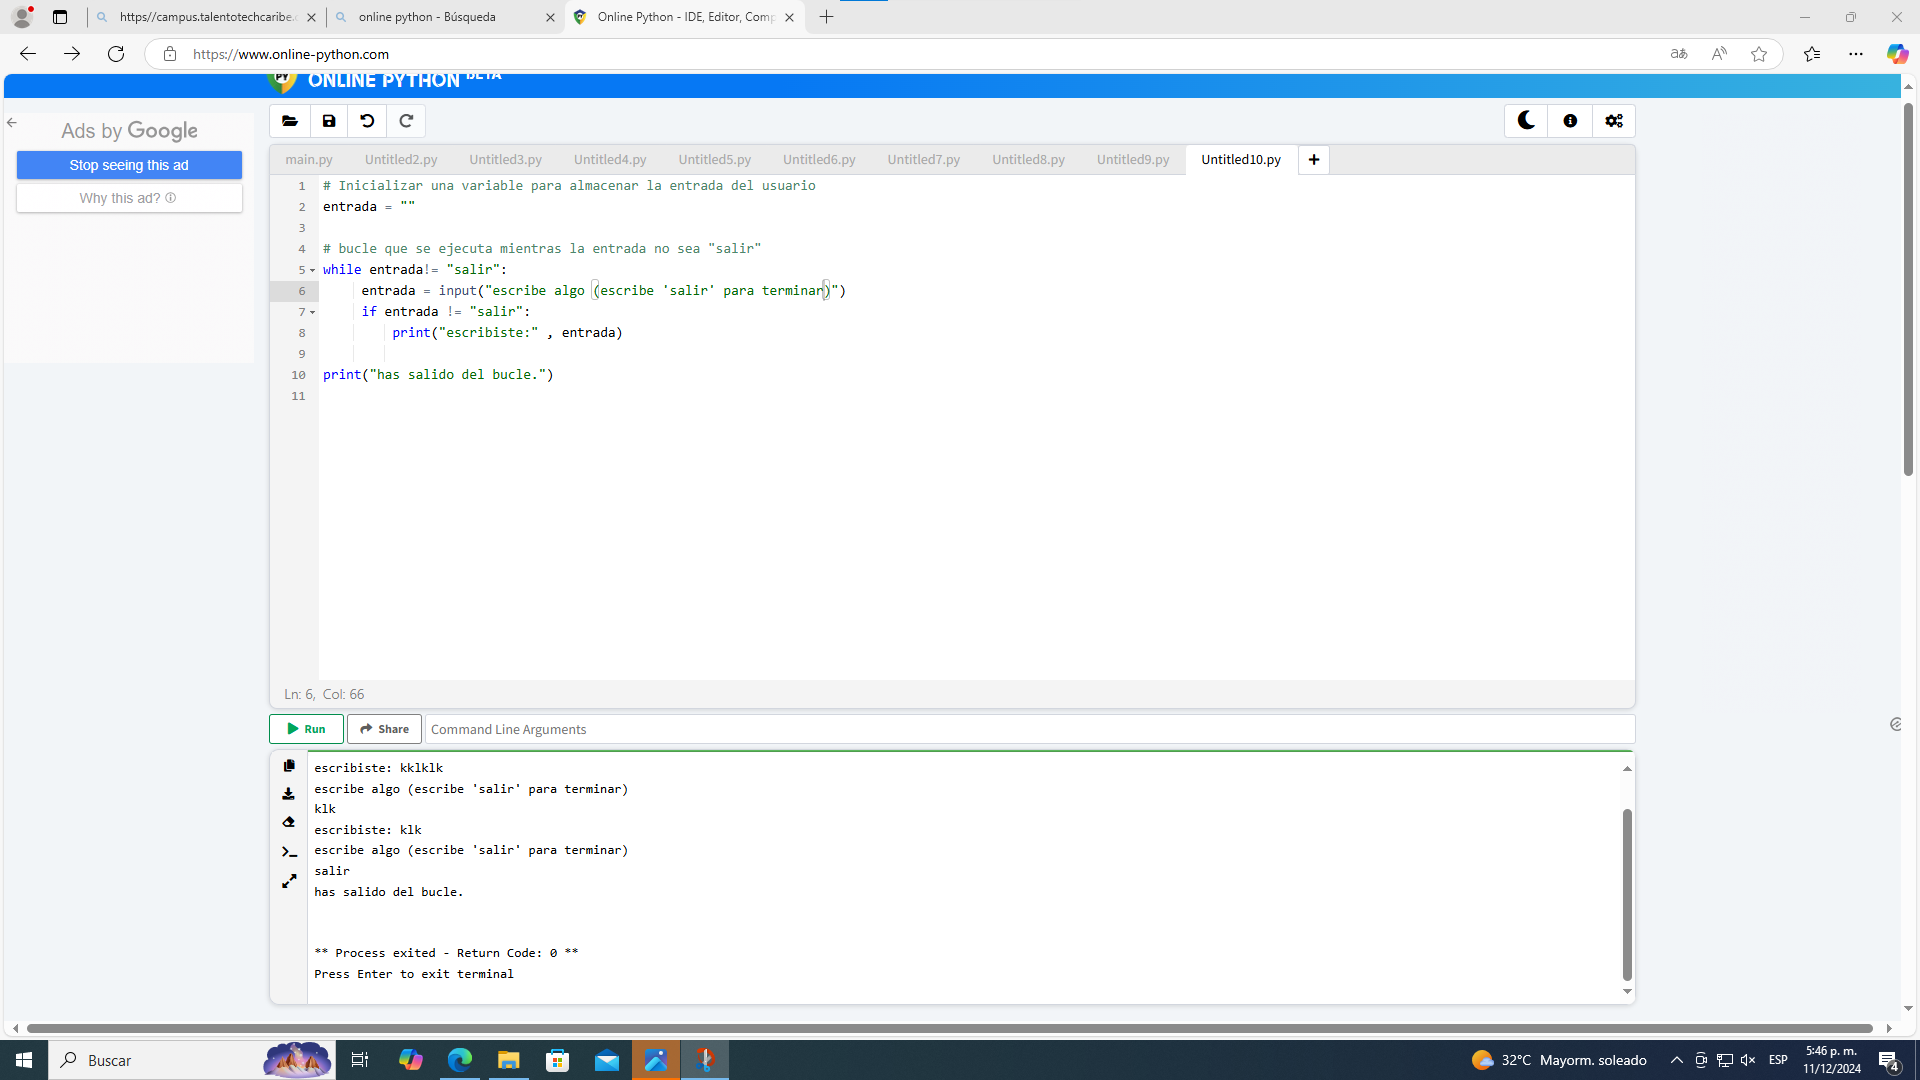 https//campus.talentotechcaribe.c
online python - Búsqueda
Online Python - IDE, Editor, Comp
https://www.online-python.com
PY ONLINE PYTHON BETA
Ads by Google
Stop seeing this ad
Why this ad?
main.py Untitled2.py Untitled3.py Untitled4.py Untitled5.py Untitled6.py Untitled7.py Untitled8.py Untitled9.py Untitled10.py +
1 # Inicializar una variable para almacenar la entrada del usuario
2 entrada = ""
3
4 # bucle que se ejecuta mientras la entrada no sea "salir"
5 while entrada!= "salir":
6 entrada = input("escribe algo (escribe 'salir' para terminar)")
7 if entrada != "salir":
8 print("escribiste:" , entrada)
9
10 print("has salido del bucle.")
11
Ln: 6, Col: 66
Run Share Command Line Arguments
escribiste: kklklk
escribe algo (escribe 'salir' para terminar)
klk
escribiste: klk
escribe algo (escribe 'salir' para terminar)
salir
has salido del bucle.
** Process exited - Return Code: 0 **
Press Enter to exit terminal
Buscar
32°C Mayorm. soleado
ESP
5:46 p. m.
11/12/2024
4